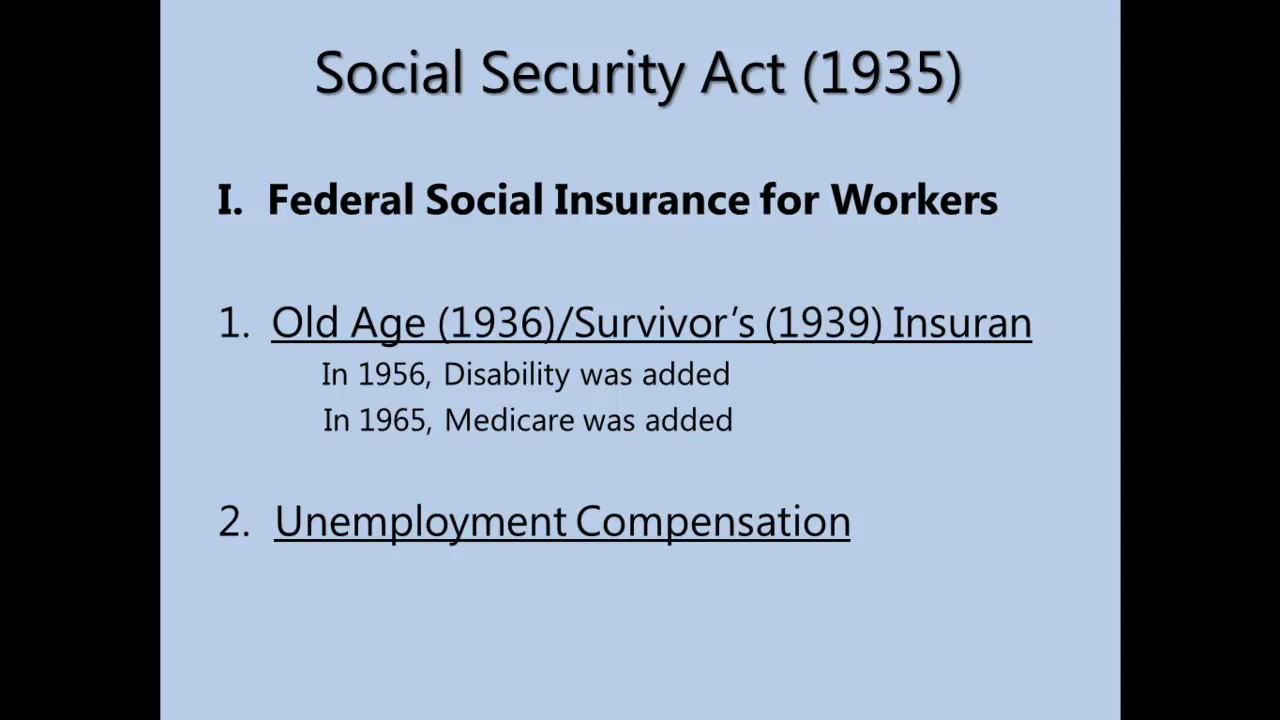 Social Security Act (1935)
I. Federal Social Insurance for Workers
1. Old Age (1936)/Survivor's (1939) Insuran
In 1956, Disability was added
In 1965, Medicare was added
2. Unemployment Compensation